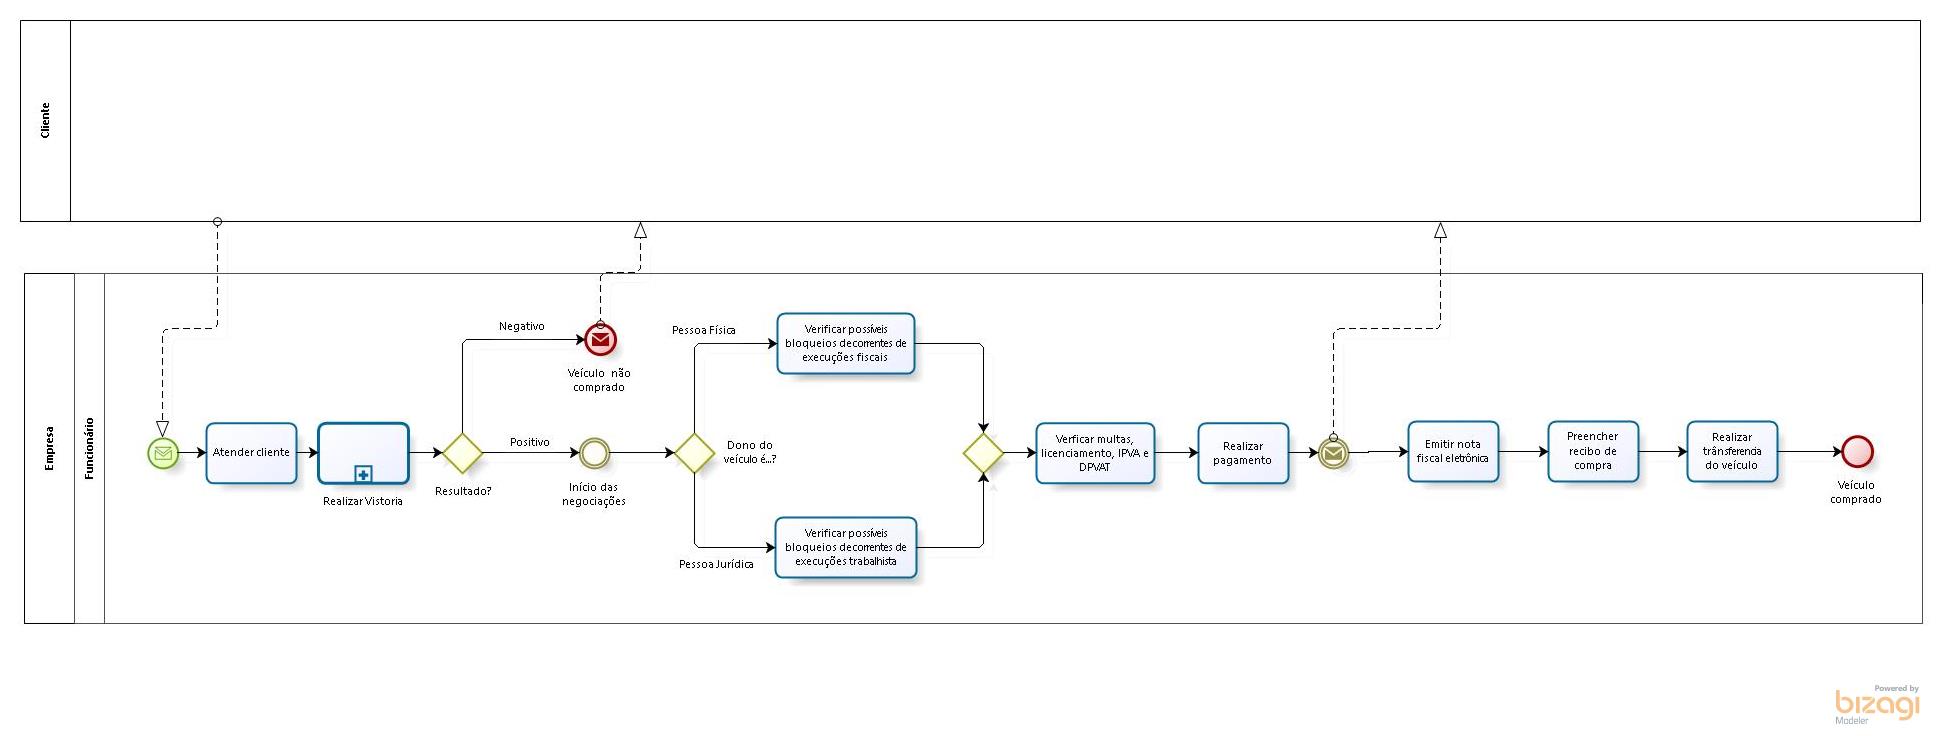 Cliente
Empresa
Funcionário
Atender cliente
Realizar Vistoria
Resultado?
Negativo
Veículo não
comprado
Positivo
Início das
negociações
Pessoa Física
Dono do
veículo é...?
Pessoa Jurídica
Verificar possíveis
bloqueios decorrentes de
execuções fiscais
Verificar possíveis
bloqueios decorrentes de
execuções trabalhista
Verficar multas,
licenciamento, IPVA e
DPVAT
Realizar
pagamento
Emitir nota
fiscal eletrônica
Preencher
recibo de
compra
Realizar
trânsferencia
do veículo
Veículo
comprado
Powered by
bizagi
Modeler